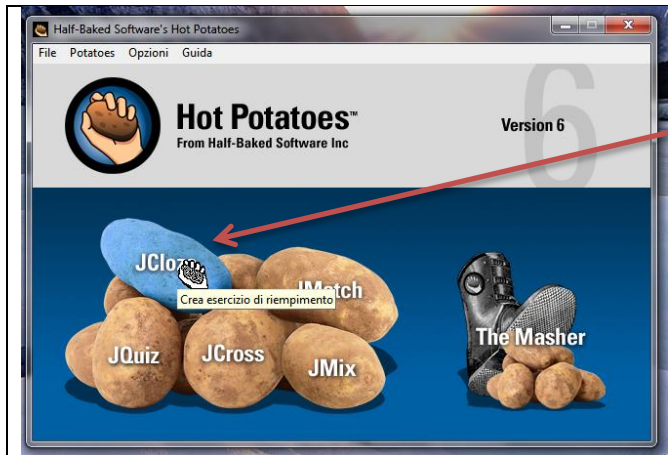 Half-Baked Software's Hot Potatoes
File Potatoes Opzioni Guida
Hot Potatoes™
From Half-Baked Software Inc
Version 6
6
JCloze
Crea esercizio di riempimento
JMatch
JQuiz
JCross
JMix
The Masher